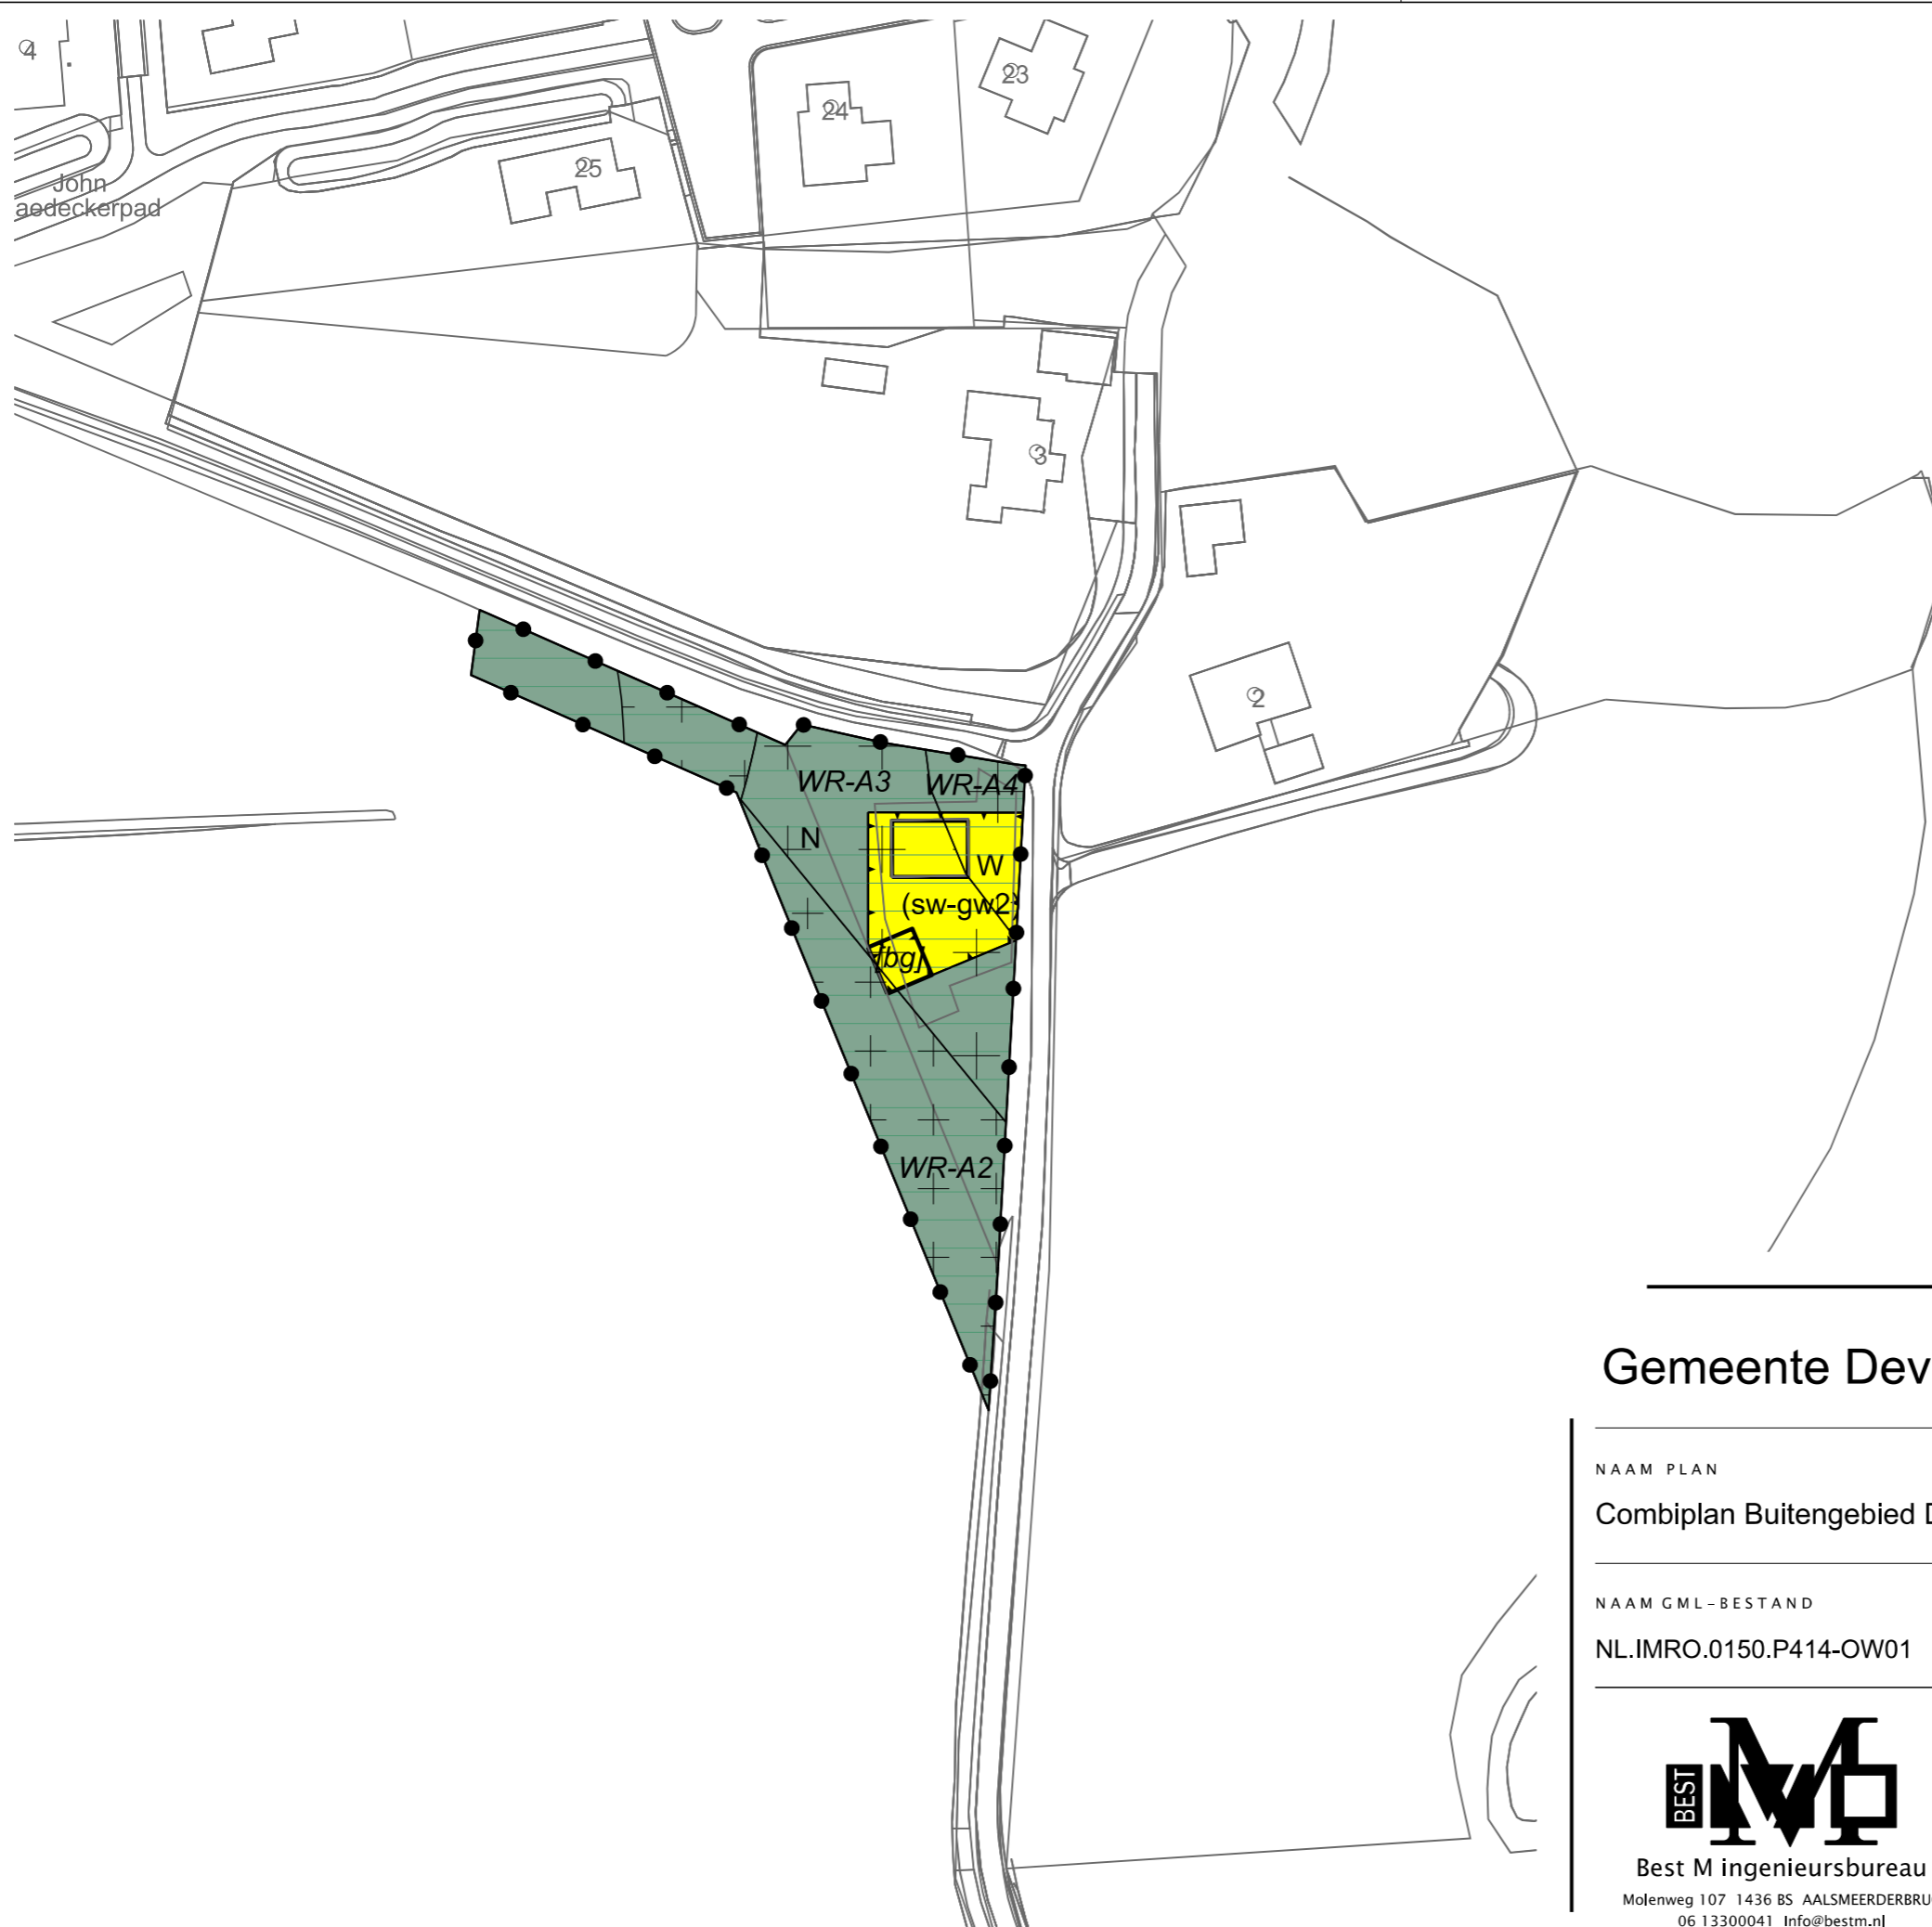 4
23
24
25
John
aedeckerpad
3
2
WR-A3
WR-A4
N
W
(sw-gw2)
[bg]
WR-A2
Gemeente Dev
NAAM PLAN
Combiplan Buitengebied D
NAAM GML-BESTAND
NL.IMRO.0150.P414-OW01
BEST
M
Best M ingenieursbureau
Molenweg 107 1436 BS AALSMEERDERBRU
06 13300041 Info@bestm.nl